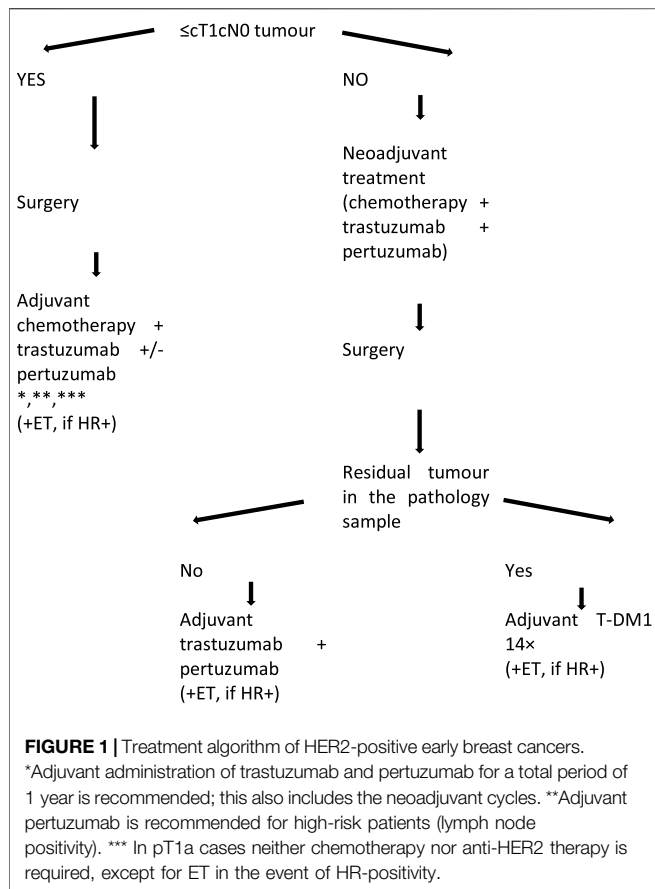 ≤cT1cN0 tumour
YES
NO
Surgery
Adjuvant
chemotherapy +
trastuzumab +/-
pertuzumab
*,**,***
(+ET, if HR+)
Neoadjuvant
treatment
(chemotherapy +
trastuzumab +
pertuzumab)
Surgery
Residual tumour
in the pathology
sample
No
Adjuvant
trastuzumab +
pertuzumab
(+ET, if HR+)
Yes
Adjuvant T-DM1
14×
(+ET, if HR+)
FIGURE 1 | Treatment algorithm of HER2-positive early breast cancers.
*Adjuvant administration of trastuzumab and pertuzumab for a total period of
1 year is recommended; this also includes the neoadjuvant cycles. **Adjuvant
pertuzumab is recommended for high-risk patients (lymph node
positivity). *** In pT1a cases neither chemotherapy nor anti-HER2 therapy is
required, except for ET in the event of HR-positivity.